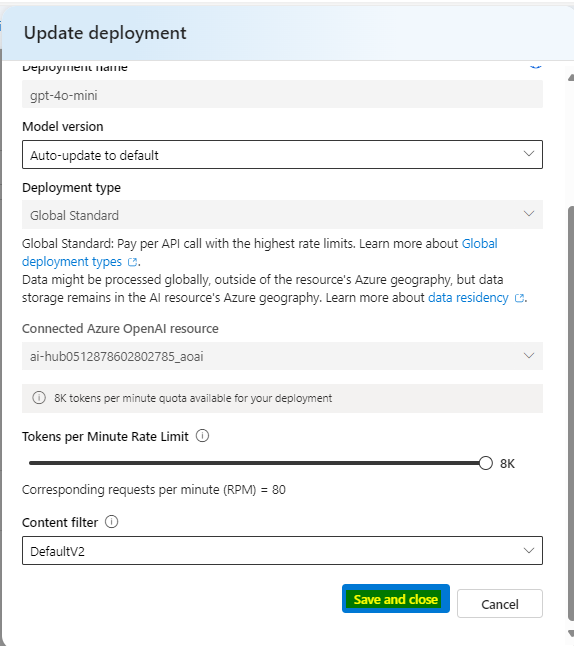 Update deployment
Deployment name
gpt-4o-mini
Model version
Auto-update to default
Deployment type
Global Standard
Global Standard: Pay per API call with the highest rate limits. Learn more about Global
deployment types.
Data might be processed globally, outside of the resource's Azure geography, but data
storage remains in the AI resource's Azure geography. Learn more about data residency.
Connected Azure OpenAI resource
ai-hub0512878602802785_aoai
8K tokens per minute quota available for your deployment
Tokens per Minute Rate Limit
8K
Corresponding requests per minute (RPM) = 80
Content filter
DefaultV2
Save and close
Cancel